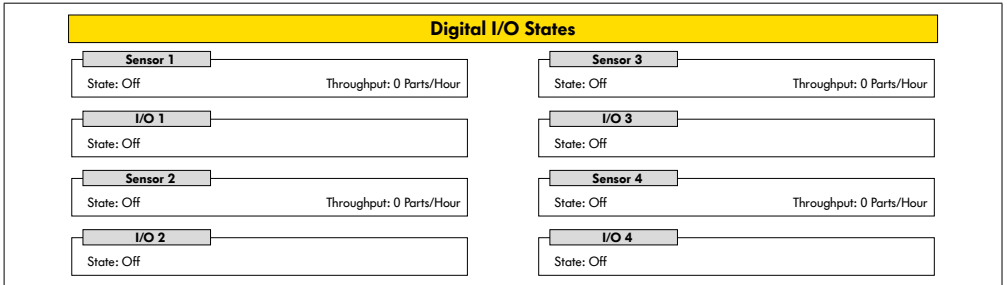 Digital I/O States
Sensor 1
State: Off Throughput: 0 Parts/Hour
I/O 1
State: Off
Sensor 2
State: Off Throughput: 0 Parts/Hour
I/O 2
State: Off
Sensor 3
State: Off Throughput: 0 Parts/Hour
I/O 3
State: Off
Sensor 4
State: Off Throughput: 0 Parts/Hour
I/O 4
State: Off